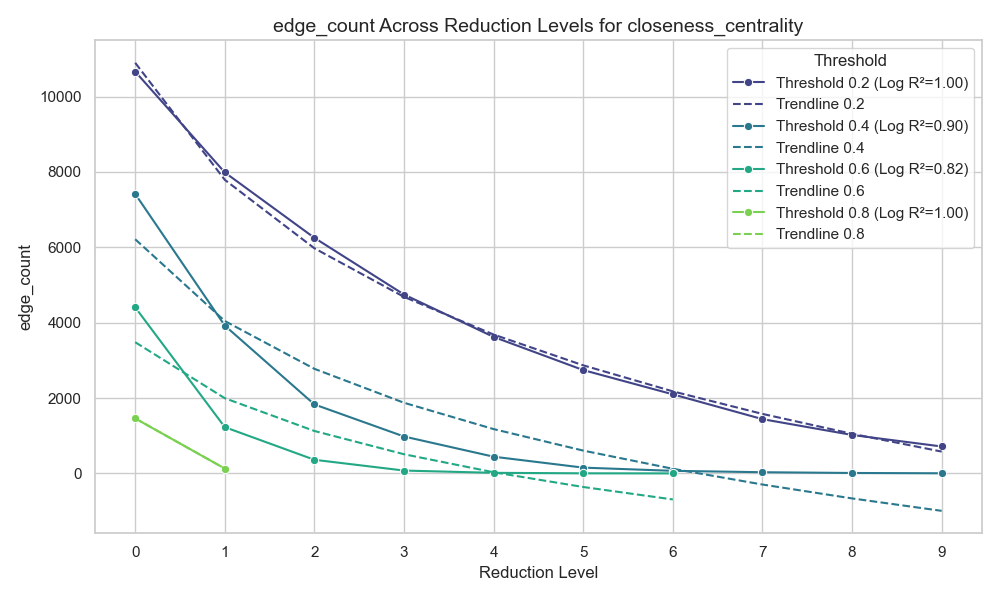 edge_count Across Reduction Levels for closeness_centrality
Threshold
Threshold 0.2 (Log R²=1.00)
Trendline 0.2
Threshold 0.4 (Log R²=0.90)
Trendline 0.4
Threshold 0.6 (Log R²=0.82)
Trendline 0.6
Threshold 0.8 (Log R²=1.00)
Trendline 0.8
edge_count
10000
8000
6000
4000
2000
0
0 1 2 3 4 5 6 7 8 9
Reduction Level